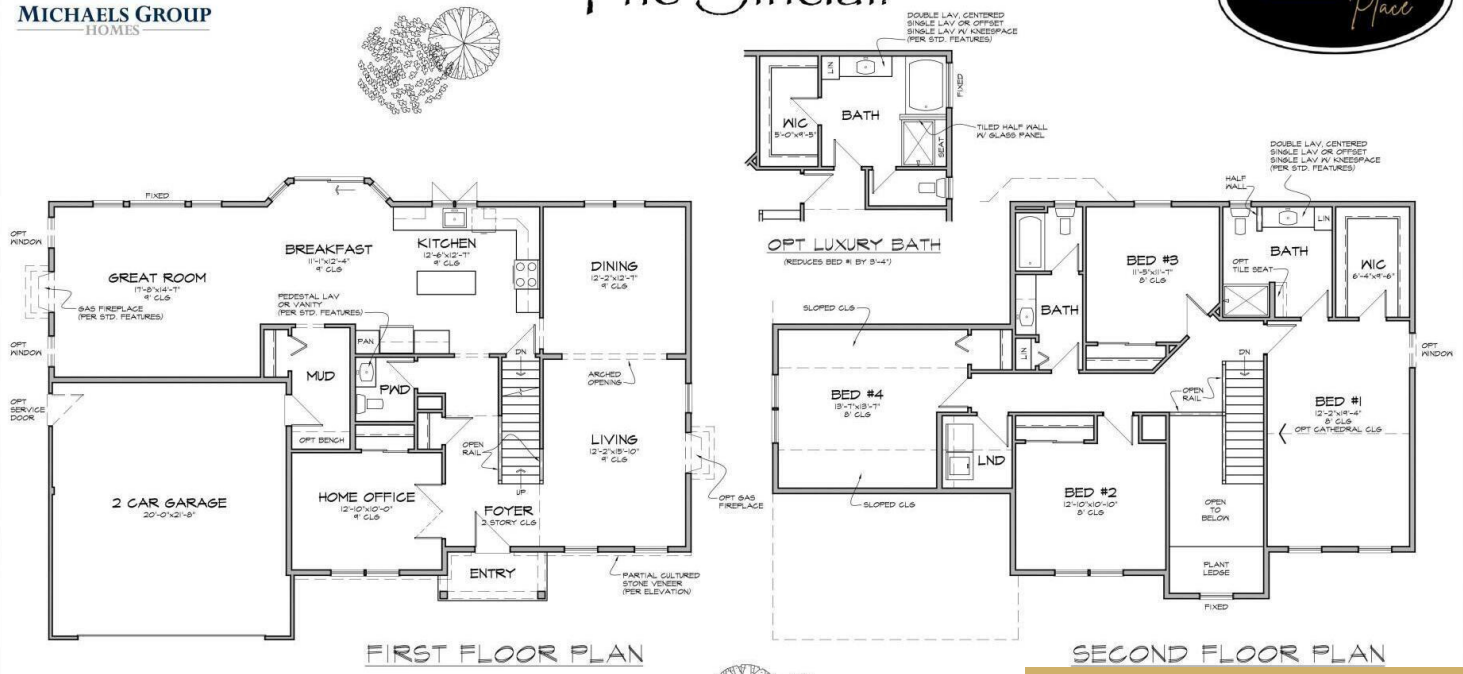 MICHAELS GROUP
HOMES
The Sinclair
Place
DOUBLE LAV, CENTERED
SINGLE LAV OR OFFSET
SINGLE LAV W/ KNEESPACE
(PER STD. FEATURES)
LIN
FIXED
WIC
5'-0"x9'-5"
BATH
SEAT
TILED HALF WALL
W/ GLASS PANEL
OPT LUXURY BATH
(REDUCES BED #1 BY 3'-4")
FIXED
OPT
WINDOW
GREAT ROOM
17'-8"x14'-7"
9' CLG
GAS FIREPLACE
(PER STD. FEATURES)
OPT
WINDOW
BREAKFAST
11'-1"x12'-4"
9' CLG
KITCHEN
12'-6"x12'-7"
9' CLG
DINING
12'-2"x12'-7"
9' CLG
PEDESTAL LAV
OR VANITY
(PER STD. FEATURES)
PAN
MUD
PWD
DN
ARCHED
OPENING
OPT
SERVICE
DOOR
OPT BENCH
OPEN
RAIL
LIVING
12'-2"x15'-10"
9' CLG
OPT GAS
FIREPLACE
2 CAR GARAGE
20'-0"x21'-8"
HOME OFFICE
12'-10"x10'-0"
9' CLG
UP
FOYER
2 STORY CLG
ENTRY
PARTIAL CULTURED
STONE VENEER
(PER ELEVATION)
FIRST FLOOR PLAN
DOUBLE LAV, CENTERED
SINGLE LAV OR OFFSET
SINGLE LAV W/ KNEESPACE
(PER STD. FEATURES)
HALF
WALL
LIN
BATH
OPT
TILE SEAT
WIC
6'-4"x9'-6"
BED #3
11'-5"x11'-7"
8' CLG
BATH
LIN
SLOPED CLG
BED #4
13'-7"x13'-7"
8' CLG
SLOPED CLG
LND
DN
OPEN
RAIL
OPT
WINDOW
BED #1
12'-2"x19'-4"
8' CLG
OPT CATHEDRAL CLG
BED #2
12'-10"x10'-10"
8' CLG
OPEN
TO
BELOW
PLANT
LEDGE
FIXED
SECOND FLOOR PLAN